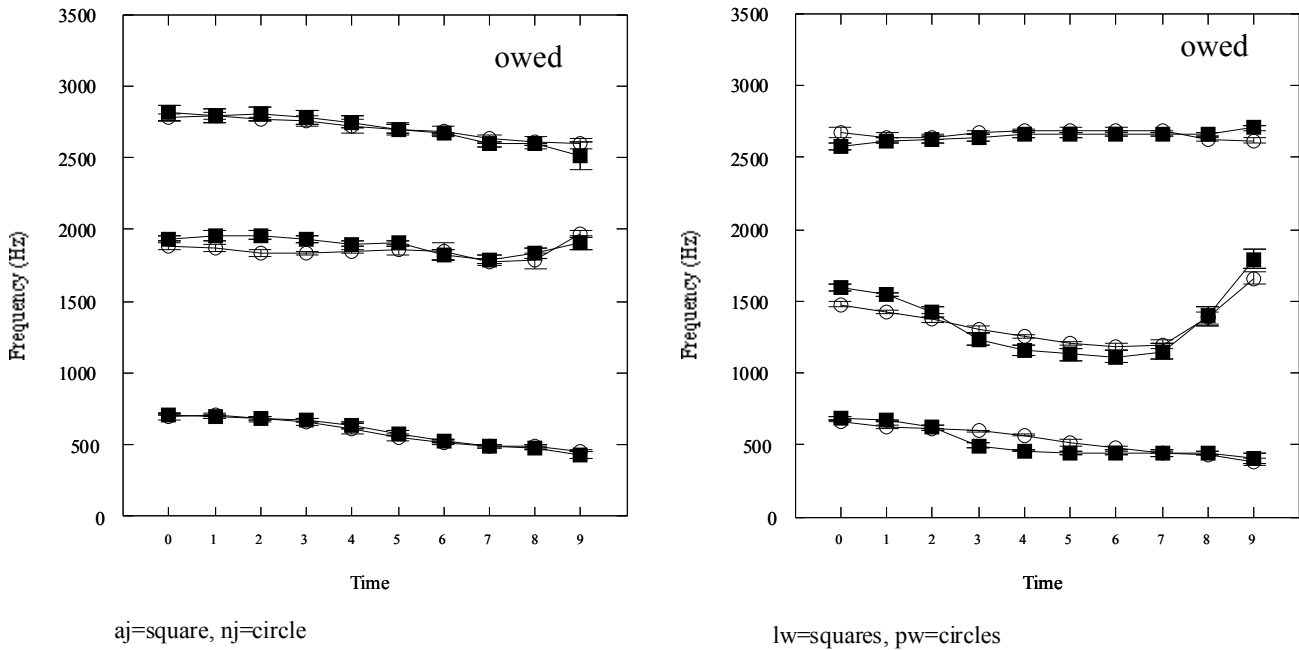 3500
owed
3000
2500
2000
1500
1000
500
0
Frequency (Hz)
0 1 2 3 4 5 6 7 8 9
Time
aj=square, nj=circle
3500
owed
3000
2500
2000
1500
1000
500
0
Frequency (Hz)
0 1 2 3 4 5 6 7 8 9
Time
lw=squares, pw=circles